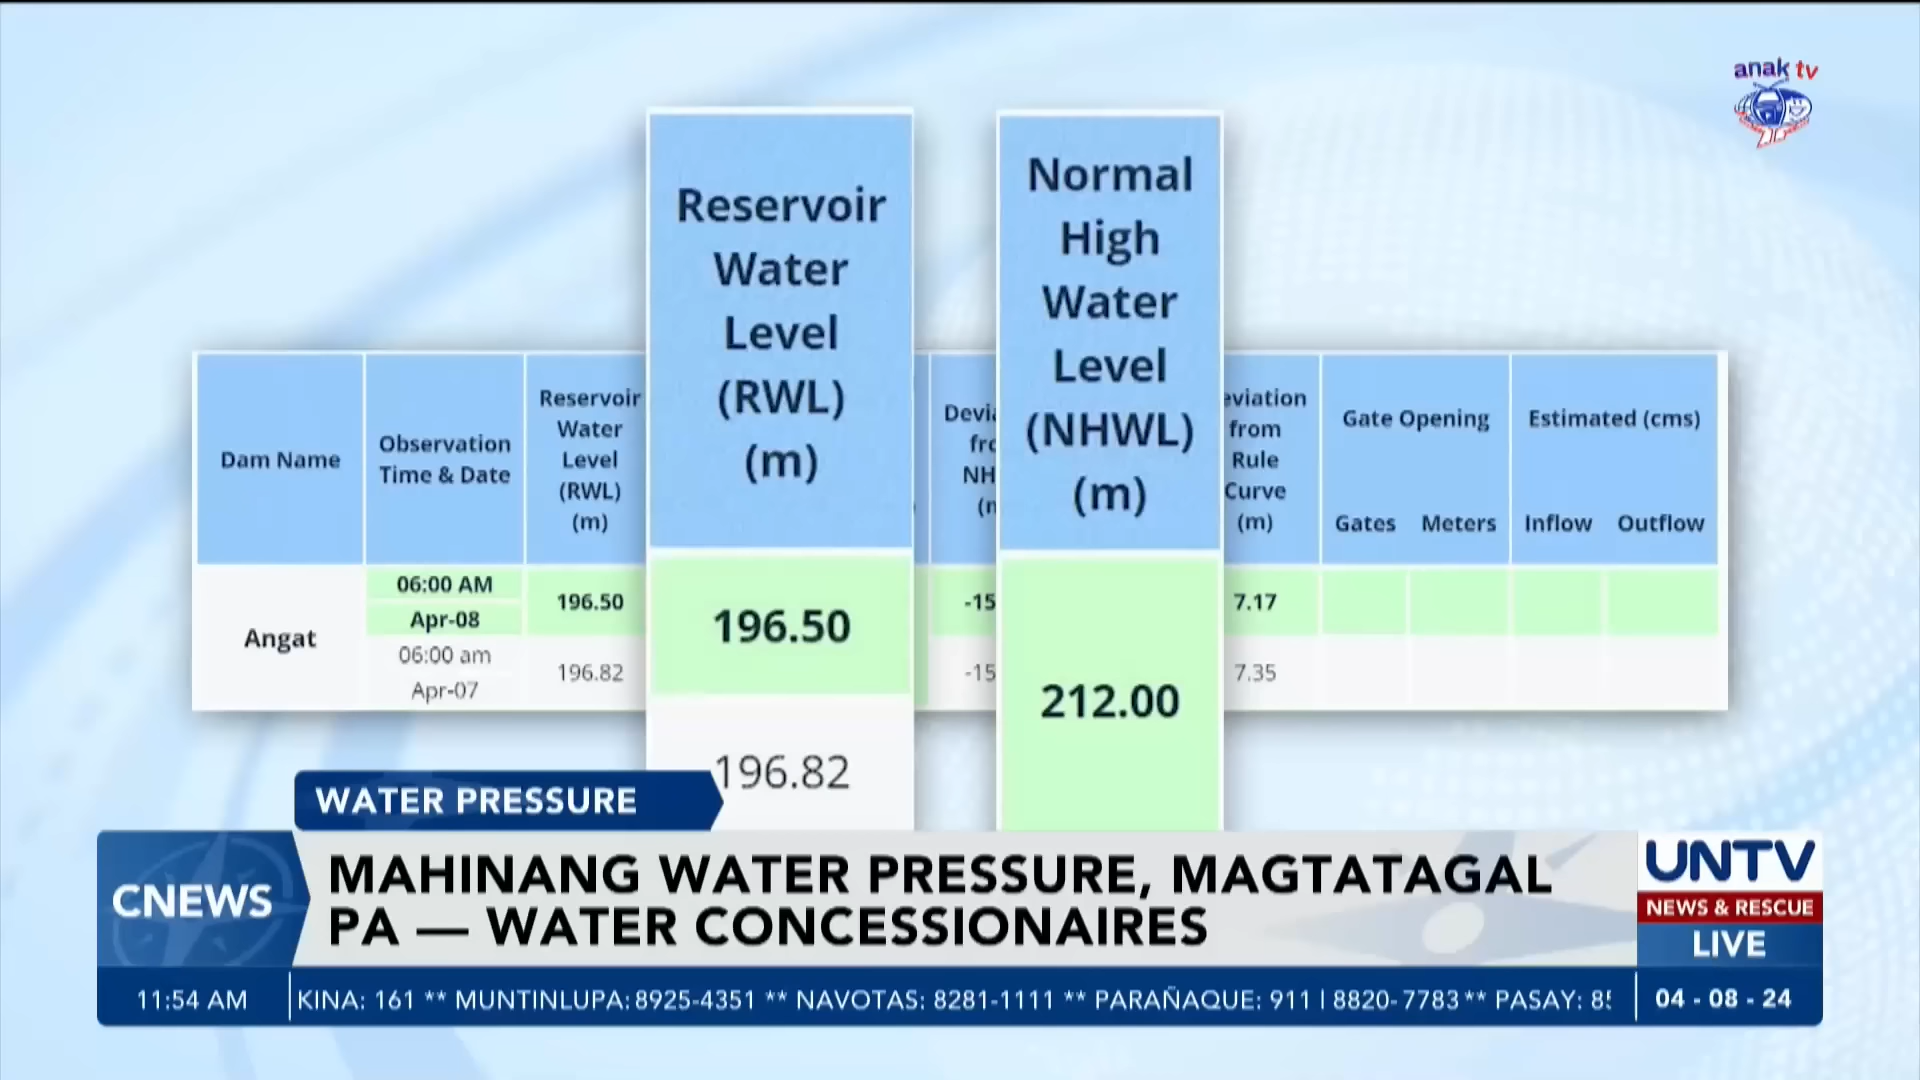 anak tv
Reservoir
Water
Level
(RWL)
(m)
196.50
196.82
Normal
High
Water
Level
(NHWL)
(m)
212.00
Dam Name
Observation
Time & Date
Reservoir
Water
Level
(RWL)
(m)
Gate Opening
Gates Meters
Estimated (cms)
Inflow Outflow
from
Rule
Curve
(m)
Angat
06:00 AM
Apr-08
196.50
-15
7.17
06:00 am
Apr-07
196.82
-15
7.35
WATER PRESSURE
CNEWS
MAHINANG WATER PRESSURE, MAGTATAGAL
PA — WATER CONCESSIONAIRES
UNTV
NEWS & RESCUE
LIVE
11:54 AM
KINA: 161 ** MUNTINLUPA: 8925-4351 ** NAVOTAS: 8281-1111 ** PARAÑAQUE: 911 | 8820-7783 ** PASAY:
04 - 08 - 24